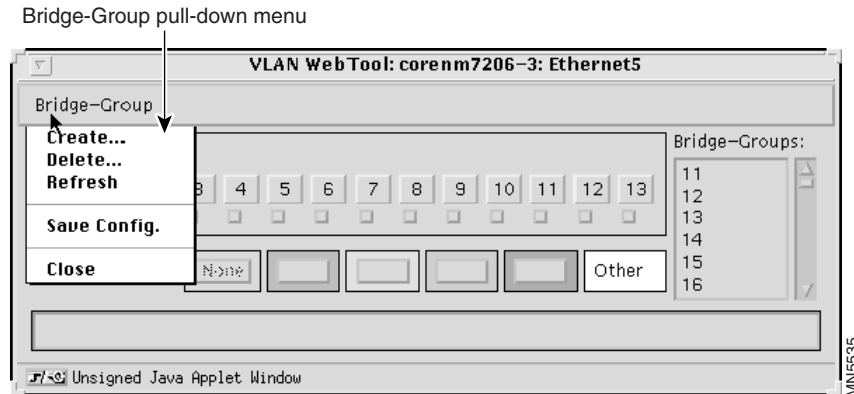 Bridge-Group pull-down menu
VLAN WebTool: corenm7206-3: Ethernet5
Bridge-Group
Create...
Delete...
Refresh
Save Config.
Close
3 4 5 6 7 8 9 10 11 12 13
None
Other
Bridge-Groups:
11
12
13
14
15
16
Unsigned Java Applet Window
MN5535